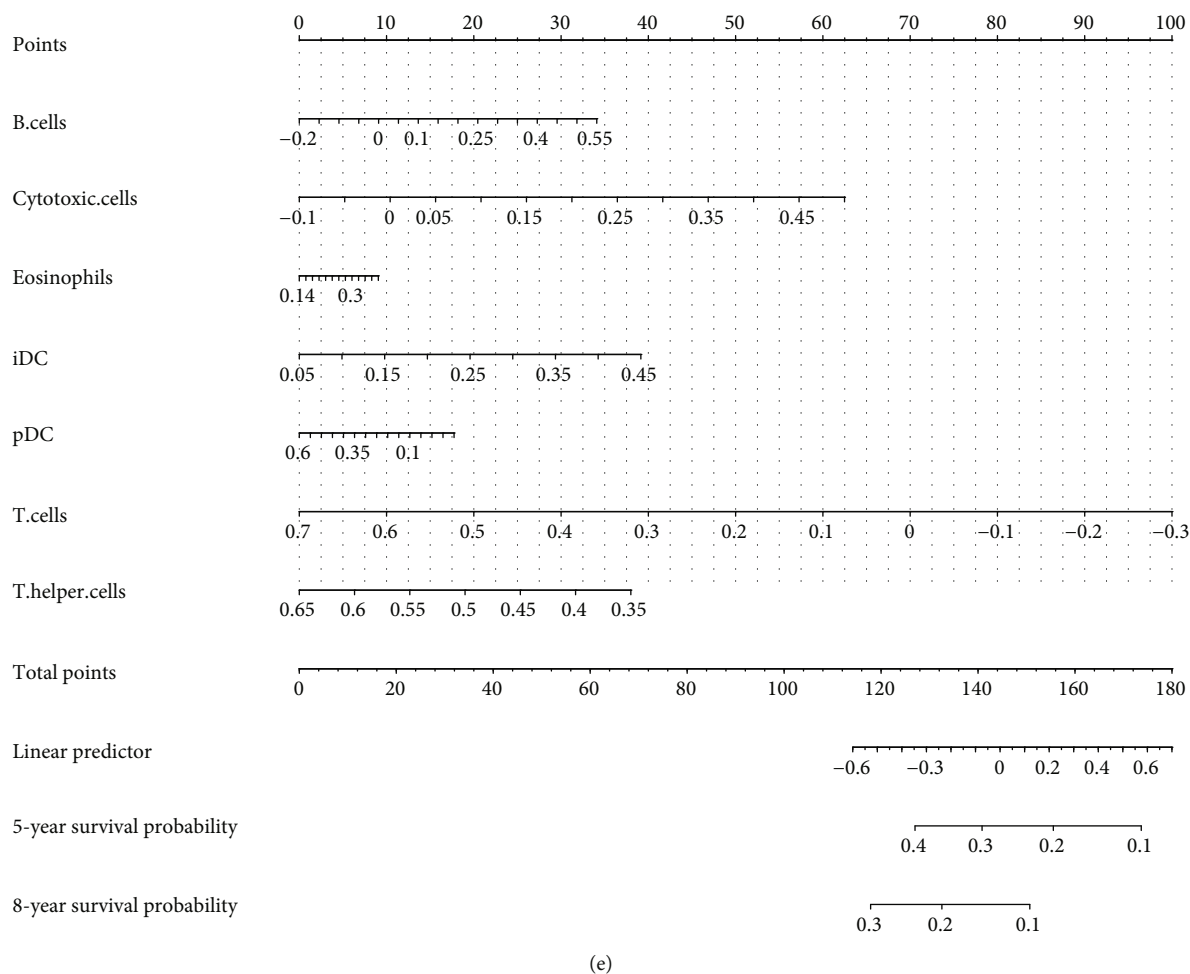 Points 0 10 20 30 40 50 60 70 80 90 100
B.cells −0.2 0 0.1 0.25 0.4 0.55
Cytotoxic.cells −0.1 0 0.05 0.15 0.25 0.35 0.45
Eosinophils 0.14 0.3
iDC 0.05 0.15 0.25 0.35 0.45
pDC 0.6 0.35 0.1
T.cells 0.7 0.6 0.5 0.4 0.3 0.2 0.1 0 −0.1 −0.2 −0.3
T.helper.cells 0.65 0.6 0.55 0.5 0.45 0.4 0.35
Total points 0 20 40 60 80 100 120 140 160 180
Linear predictor −0.6 −0.3 0 0.2 0.4 0.6
5-year survival probability 0.4 0.3 0.2 0.1
8-year survival probability 0.3 0.2 0.1
(e)